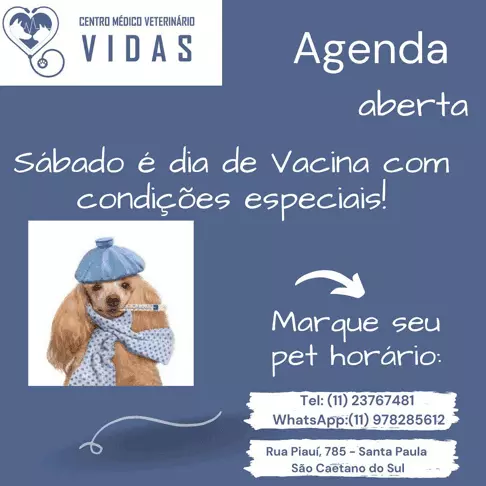 CENTRO MÉDICO VETERINÁRIO
VIDAS
Agenda
aberta
Sábado é dia de Vacina com
condições especiais!
Marque seu
pet horário:
Tel: (11) 23767481
WhatsApp:(11) 978285612
Rua Piauí, 785 - Santa Paula
São Caetano do Sul